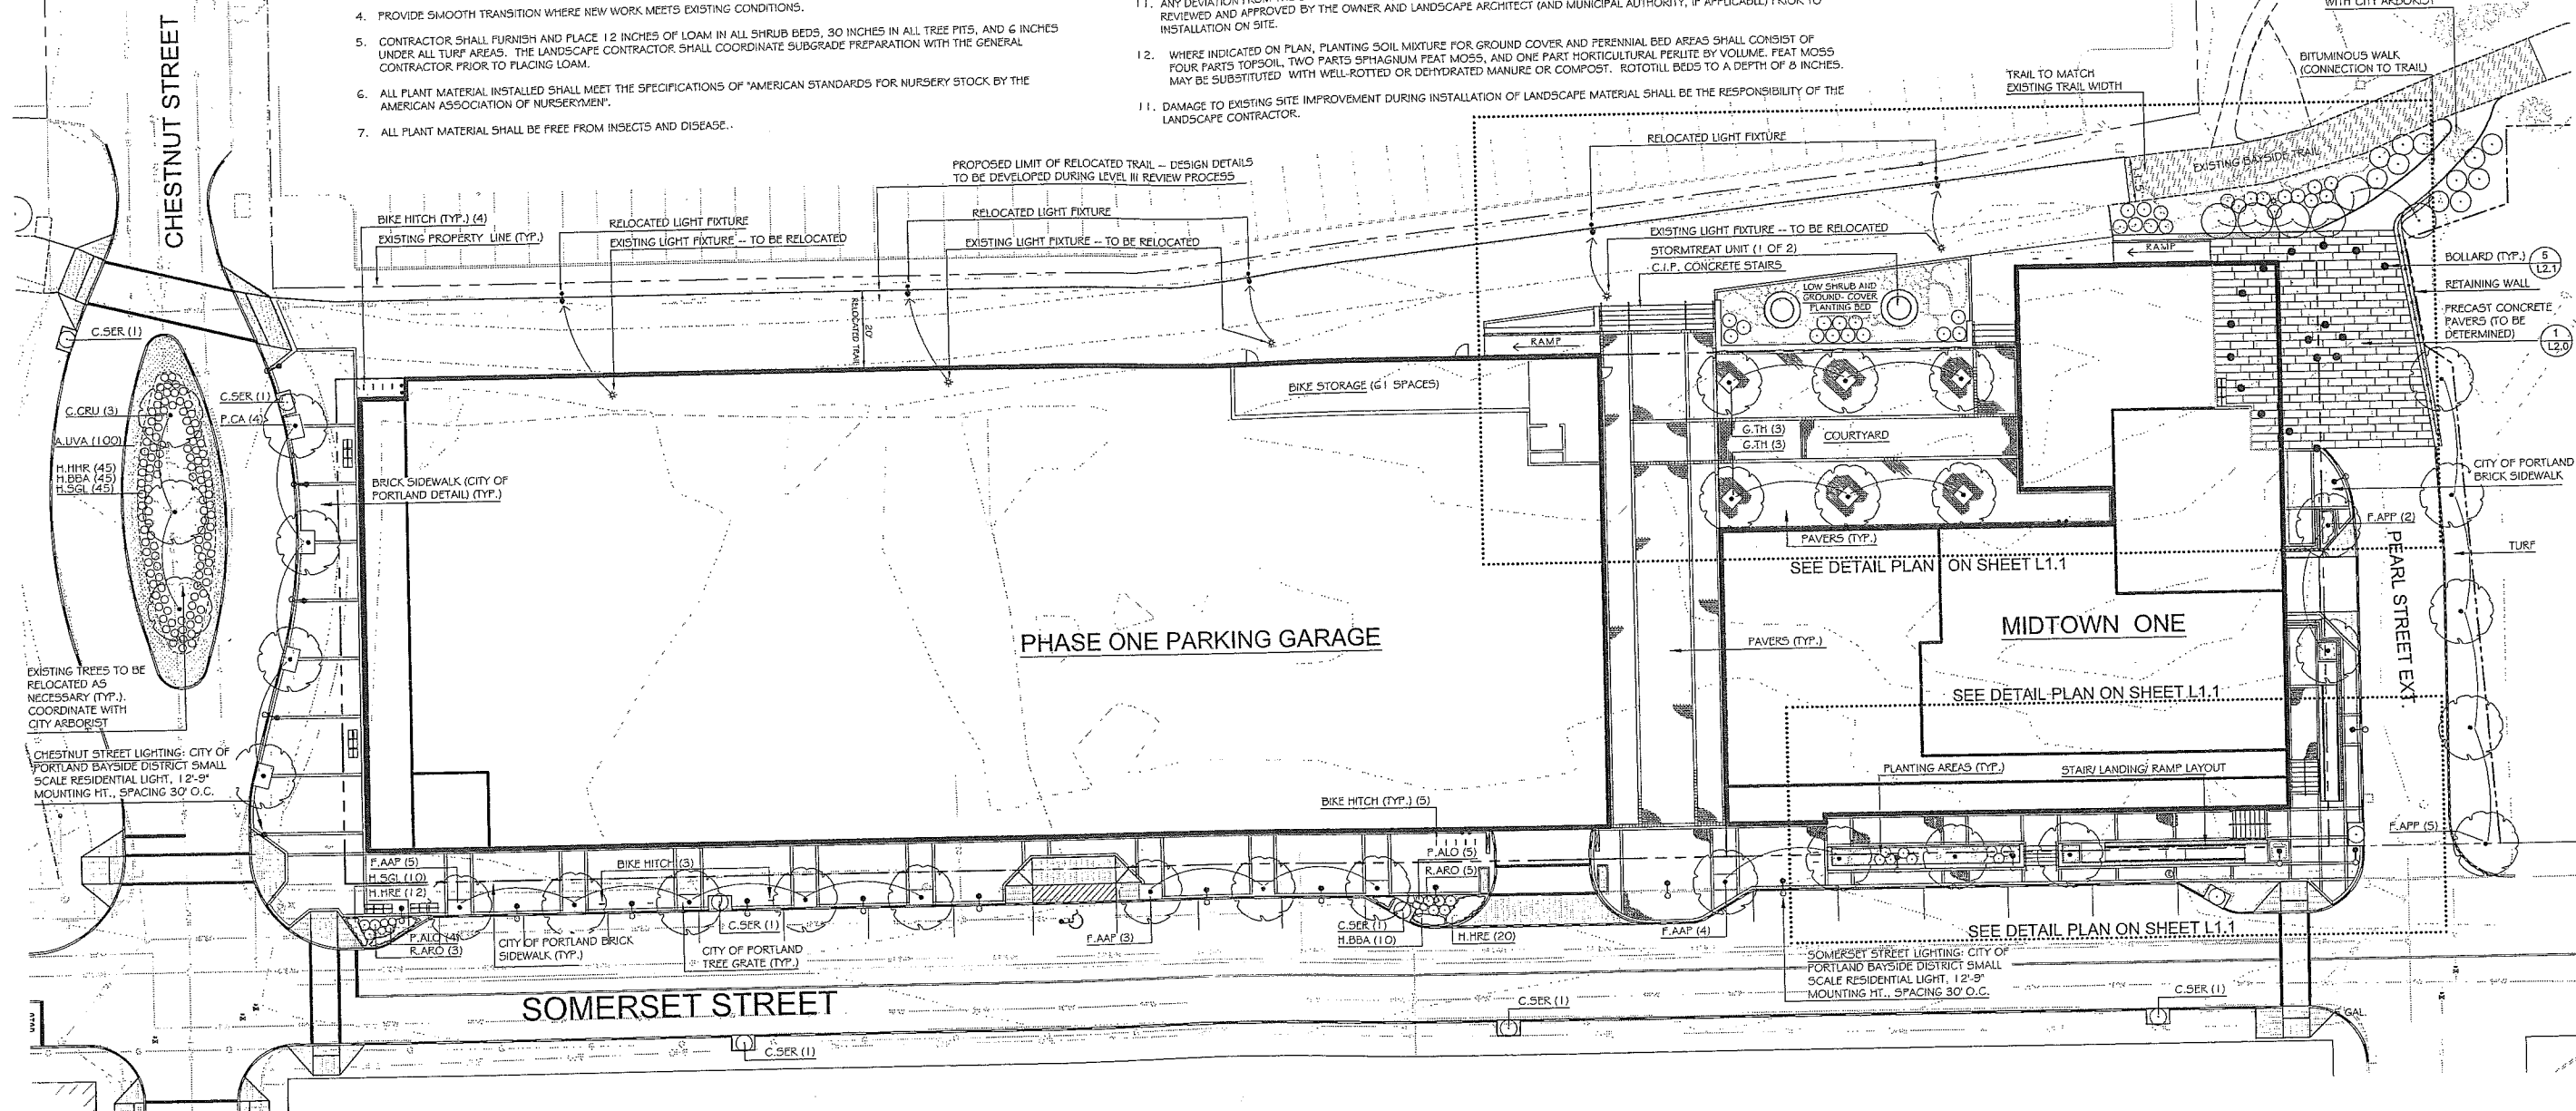 4. PROVIDE SMOOTH TRANSITION WHERE NEW WORK MEETS EXISTING CONDITIONS.
5. CONTRACTOR SHALL FURNISH AND PLACE 12 INCHES OF LOAM IN ALL SHRUB BEDS, 30 INCHES IN ALL TREE PITS, AND 6 INCHES
UNDER ALL TURF AREAS. THE LANDSCAPE CONTRACTOR SHALL COORDINATE SUBGRADE PREPARATION WITH THE GENERAL
CONTRACTOR PRIOR TO PLACING LOAM.
6. ALL PLANT MATERIAL INSTALLED SHALL MEET THE SPECIFICATIONS OF "AMERICAN STANDARDS FOR NURSERY STOCK BY THE
AMERICAN ASSOCIATION OF NURSERYMEN".
7. ALL PLANT MATERIAL SHALL BE FREE FROM INSECTS AND DISEASE..
11. ANY DEVIATION FROM
REVIEWED AND APPROVED BY THE OWNER AND LANDSCAPE ARCHITECT (AND MUNICIPAL AUTHORITY, IF APPLICABLE) PRIOR TO
INSTALLATION ON SITE.
12. WHERE INDICATED ON PLAN, PLANTING SOIL MIXTURE FOR GROUND COVER AND PERENNIAL BED AREAS SHALL CONSIST OF
FOUR PARTS TOPSOIL, TWO PARTS SPHAGNUM PEAT MOSS, AND ONE PART HORTICULTURAL PERLITE BY VOLUME. PEAT MOSS
MAY BE SUBSTITUTED WITH WELL-ROTTED OR DEHYDRATED MANURE OR COMPOST. ROTOTILL BEDS TO A DEPTH OF 8 INCHES.
11. DAMAGE TO EXISTING SITE IMPROVEMENT DURING INSTALLATION OF LANDSCAPE MATERIAL SHALL BE THE RESPONSIBILITY OF THE
LANDSCAPE CONTRACTOR.
WITH CITY ARBORIST
BITUMINOUS WALK
(CONNECTION TO TRAIL)
TRAIL TO MATCH
EXISTING TRAIL WIDTH
EXISTING BAYSIDE TRAIL
CHESTNUT STREET
PROPOSED LIMIT OF RELOCATED TRAIL -- DESIGN DETAILS
TO BE DEVELOPED DURING LEVEL III REVIEW PROCESS
BIKE HITCH (TYP.) (4)
EXISTING PROPERTY LINE (TYP.)
RELOCATED LIGHT FIXTURE
EXISTING LIGHT FIXTURE -- TO BE RELOCATED
RELOCATED LIGHT FIXTURE
EXISTING LIGHT FIXTURE -- TO BE RELOCATED
RELOCATED LIGHT FIXTURE
EXISTING LIGHT FIXTURE -- TO BE RELOCATED
STORMTREAT UNIT (1 OF 2)
C.I.P. CONCRETE STAIRS
RAMP
LOW SHRUB AND
GROUND- COVER
PLANTING BED
20'
RELOCATED TRAIL
RAMP
BOLLARD (TYP.) 5
L2.1
RETAINING WALL
PRECAST CONCRETE
PAVERS (TO BE
DETERMINED) 1
L2.0
C.SER (1)
C.SER (1)
P.CA (4)
C.CRU (3)
A.UVA (100)
H.HHR (45)
H.BBA (45)
H.SGL (45)
BRICK SIDEWALK (CITY OF
PORTLAND DETAIL) (TYP.)
BIKE STORAGE (61 SPACES)
G.TH (3)
G.TH (3)
COURTYARD
PAVERS (TYP.)
SEE DETAIL PLAN ON SHEET L1.1
CITY OF PORTLAND
BRICK SIDEWALK
F.APP (2)
TURF
PEARL STREET EXT.
PHASE ONE PARKING GARAGE
PAVERS (TYP.)
MIDTOWN ONE
SEE DETAIL PLAN ON SHEET L1.1
EXISTING TREES TO BE
RELOCATED AS
NECESSARY (TYP.).
COORDINATE WITH
CITY ARBORIST
CHESTNUT STREET LIGHTING: CITY OF
PORTLAND BAYSIDE DISTRICT SMALL
SCALE RESIDENTIAL LIGHT, 12'-9"
MOUNTING HT., SPACING 30' O.C.
PLANTING AREAS (TYP.)
STAIR/ LANDING/ RAMP LAYOUT
BIKE HITCH (TYP.) (5)
F.APP (5)
F.AAP (5)
H.SGL (10)
H.HRE (12)
BIKE HITCH (3)
P.ALO (5)
R.ARO (5)
P.ALO (4)
R.ARO (3)
CITY OF PORTLAND BRICK
SIDEWALK (TYP.)
C.SER (1)
CITY OF PORTLAND
TREE GRATE (TYP.)
F.AAP (3)
C.SER (1)
H.BBA (10)
H.HRE (20)
F.AAP (4)
SEE DETAIL PLAN ON SHEET L1.1
SOMERSET STREET LIGHTING: CITY OF
PORTLAND BAYSIDE DISTRICT SMALL
SCALE RESIDENTIAL LIGHT, 12'-9"
MOUNTING HT., SPACING 30' O.C.
SOMERSET STREET
C.SER (1)
C.SER (1)
C.SER (1)
GAL.